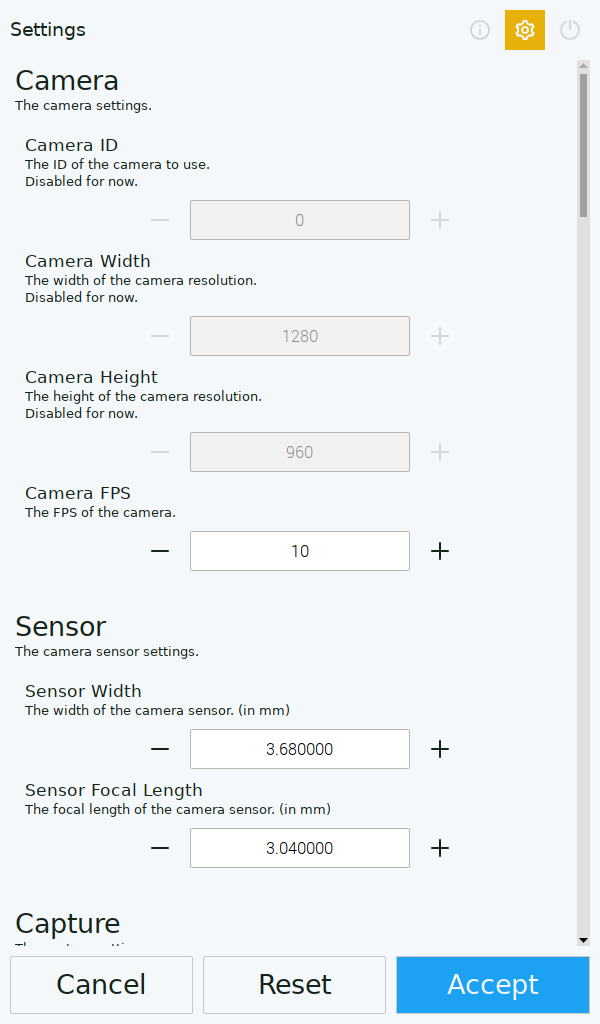 Settings
Camera
The camera settings.
Camera ID
The ID of the camera to use.
Disabled for now.
0
Camera Width
The width of the camera resolution.
Disabled for now.
1280
Camera Height
The height of the camera resolution.
Disabled for now.
960
Camera FPS
The FPS of the camera.
10
Sensor
The camera sensor settings.
Sensor Width
The width of the camera sensor. (in mm)
3.680000
Sensor Focal Length
The focal length of the camera sensor. (in mm)
3.040000
Capture
Cancel
Reset
Accept